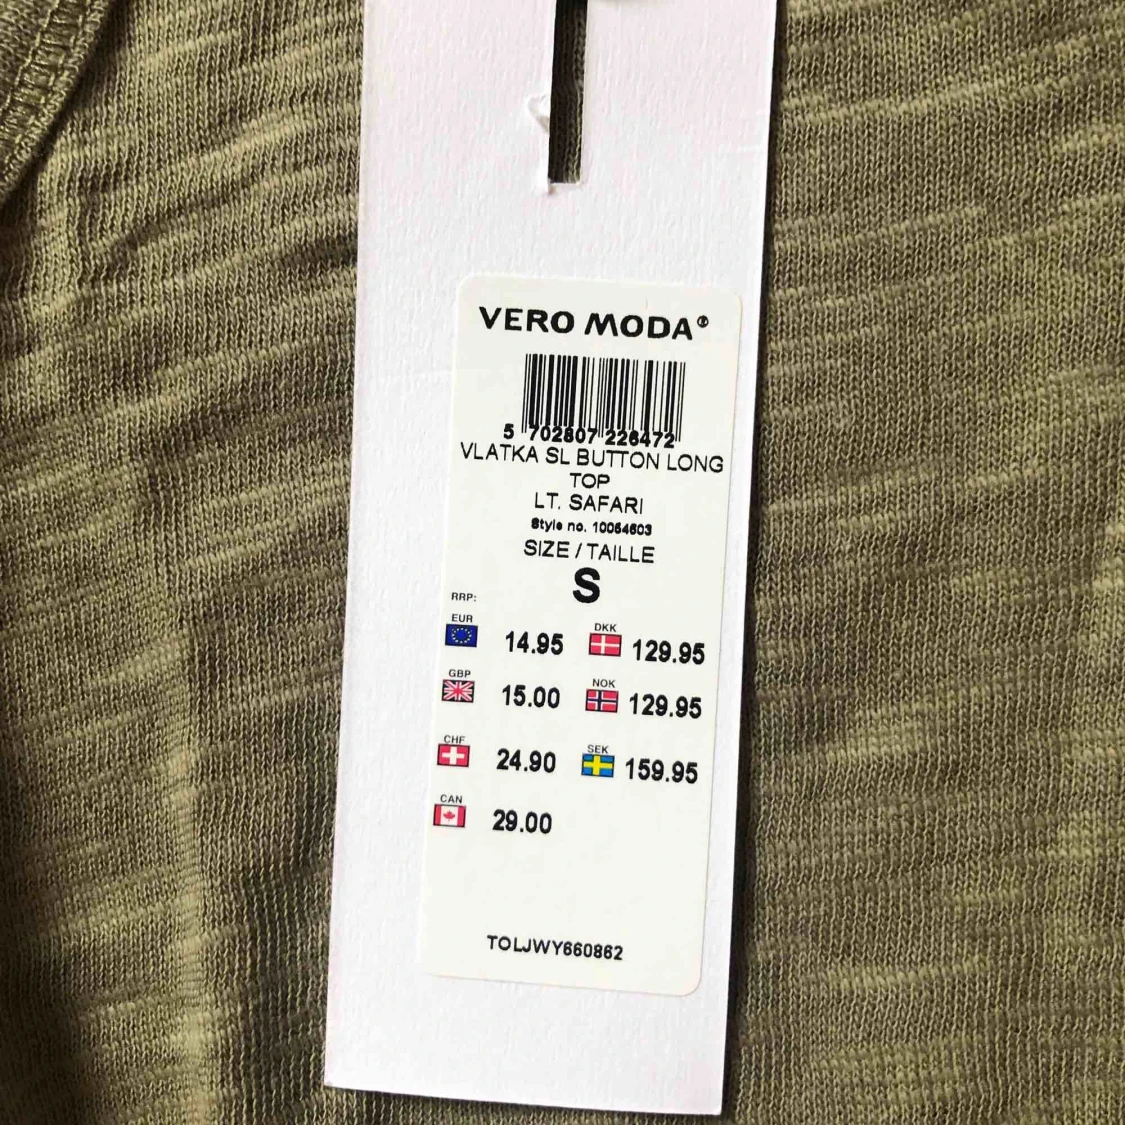 VERO MODA®
5 702807 226472
VLATKA SL BUTTON LONG
TOP
LT. SAFARI
Style no. 10064603
SIZE / TAILLE
S
RRP:
EUR 14.95 DKK 129.95
GBP 15.00 NOK 129.95
CHF 24.90 SEK 159.95
CAN 29.00
TOLJWY660862